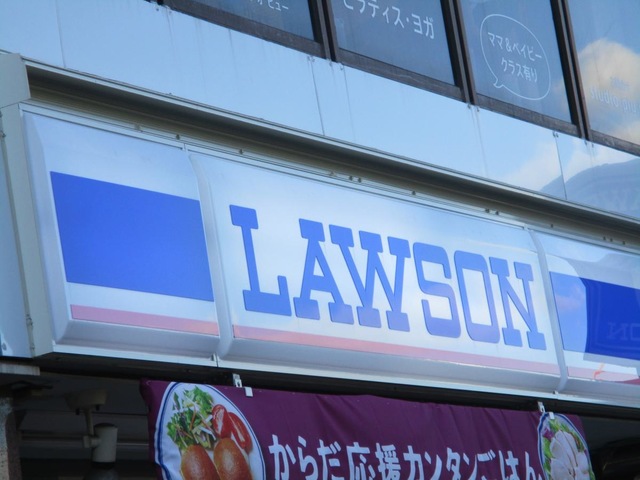 ピラティス・ヨガ
ママ&ベイビー
クラス有り
LAWSON
からだ応援カンタンごはん